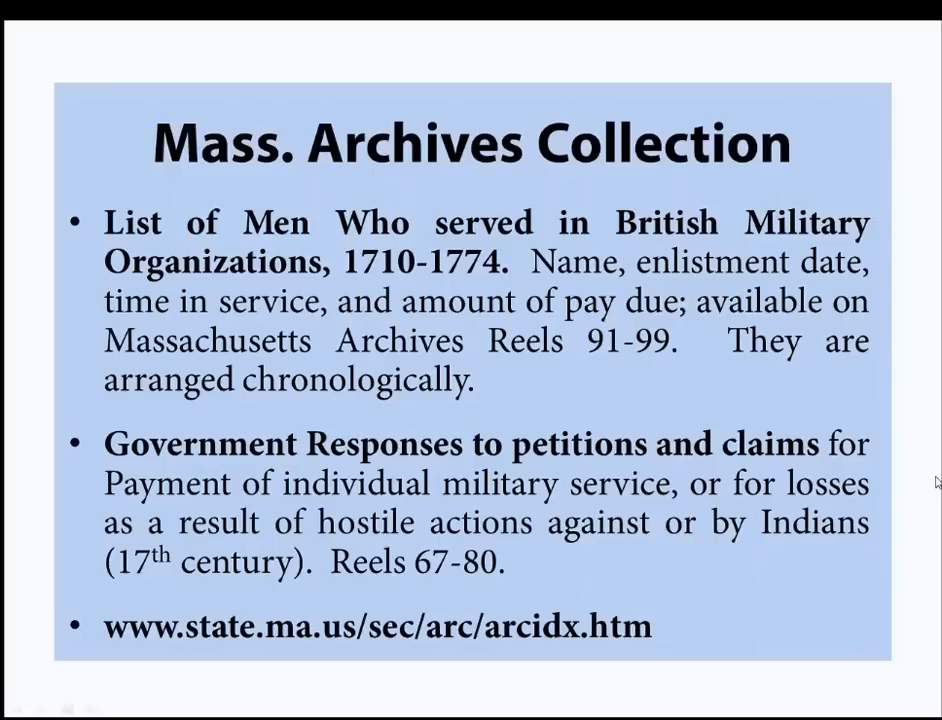 Mass. Archives Collection
• List of Men Who served in British Military
Organizations, 1710-1774. Name, enlistment date,
time in service, and amount of pay due; available on
Massachusetts Archives Reels 91-99. They are
arranged chronologically.
• Government Responses to petitions and claims for
Payment of individual military service, or for losses
as a result of hostile actions against or by Indians
(17th century). Reels 67-80.
• www.state.ma.us/sec/arc/arcidx.htm